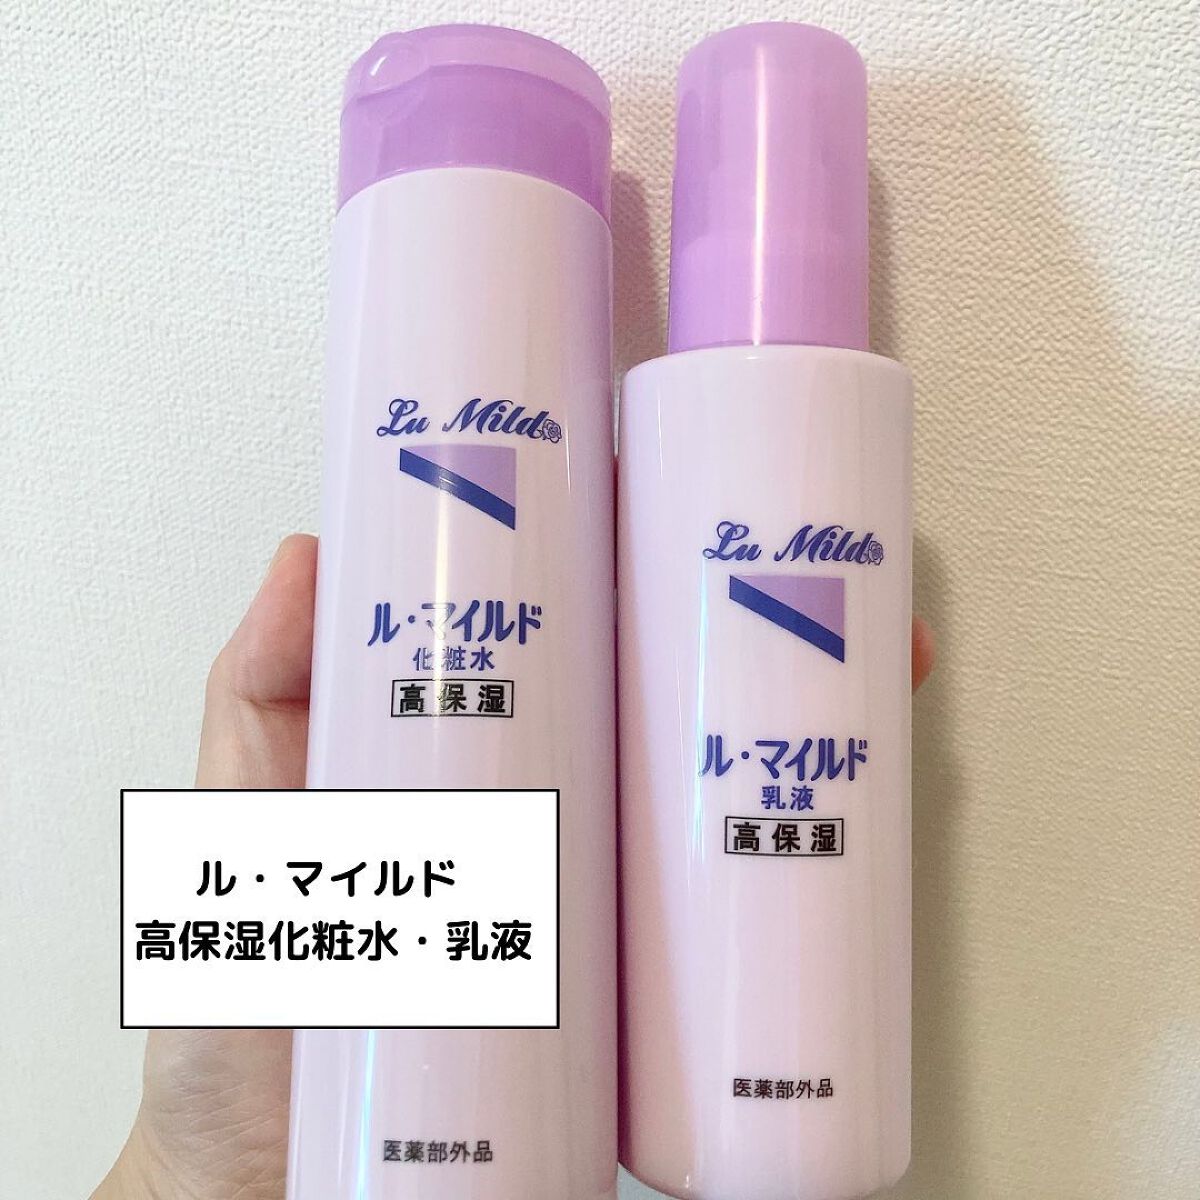 Lu Mild
ル・マイルド
化粧水
高保湿
医薬部外品
Lu Mild
ル・マイルド
乳液
高保湿
医薬部外品
ル・マイルド
高保湿化粧水・乳液